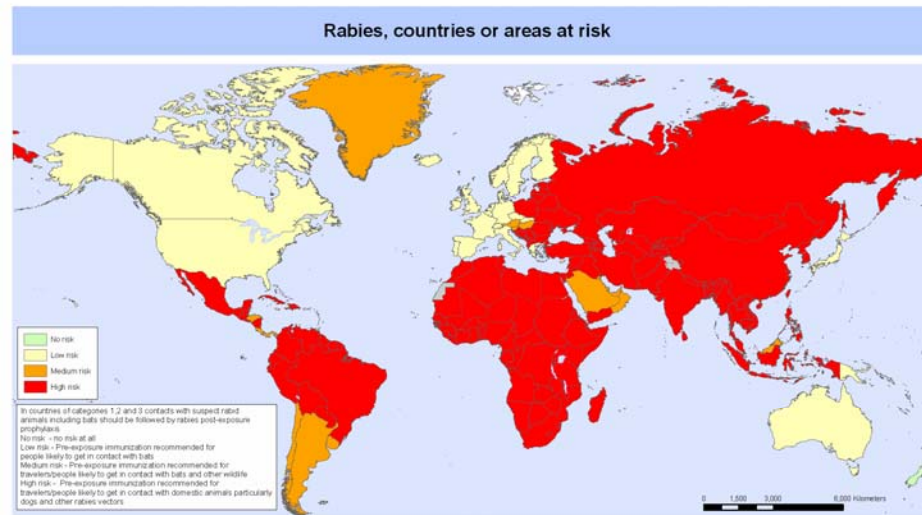 Rabies, countries or areas at risk
No risk
Low risk
Medium risk
High risk
In countries of categories 1,2 and 3 contacts with suspect rabid
animals including bats should be followed by rabies post-exposure
prophylaxis
No risk - no risk at all
Low risk - Pre-exposure immunization recommended for
people likely to get in contact with bats
Medium risk - Pre-exposure immunization recommended for
travelers/people likely to get in contact with bats and other wildlife
High risk - Pre-exposure immunization recommended for
travelers/people likely to get in contact with domestic animals particularly
dogs and other rabies vectors
0 1,500 3,000 6,000 Kilometers